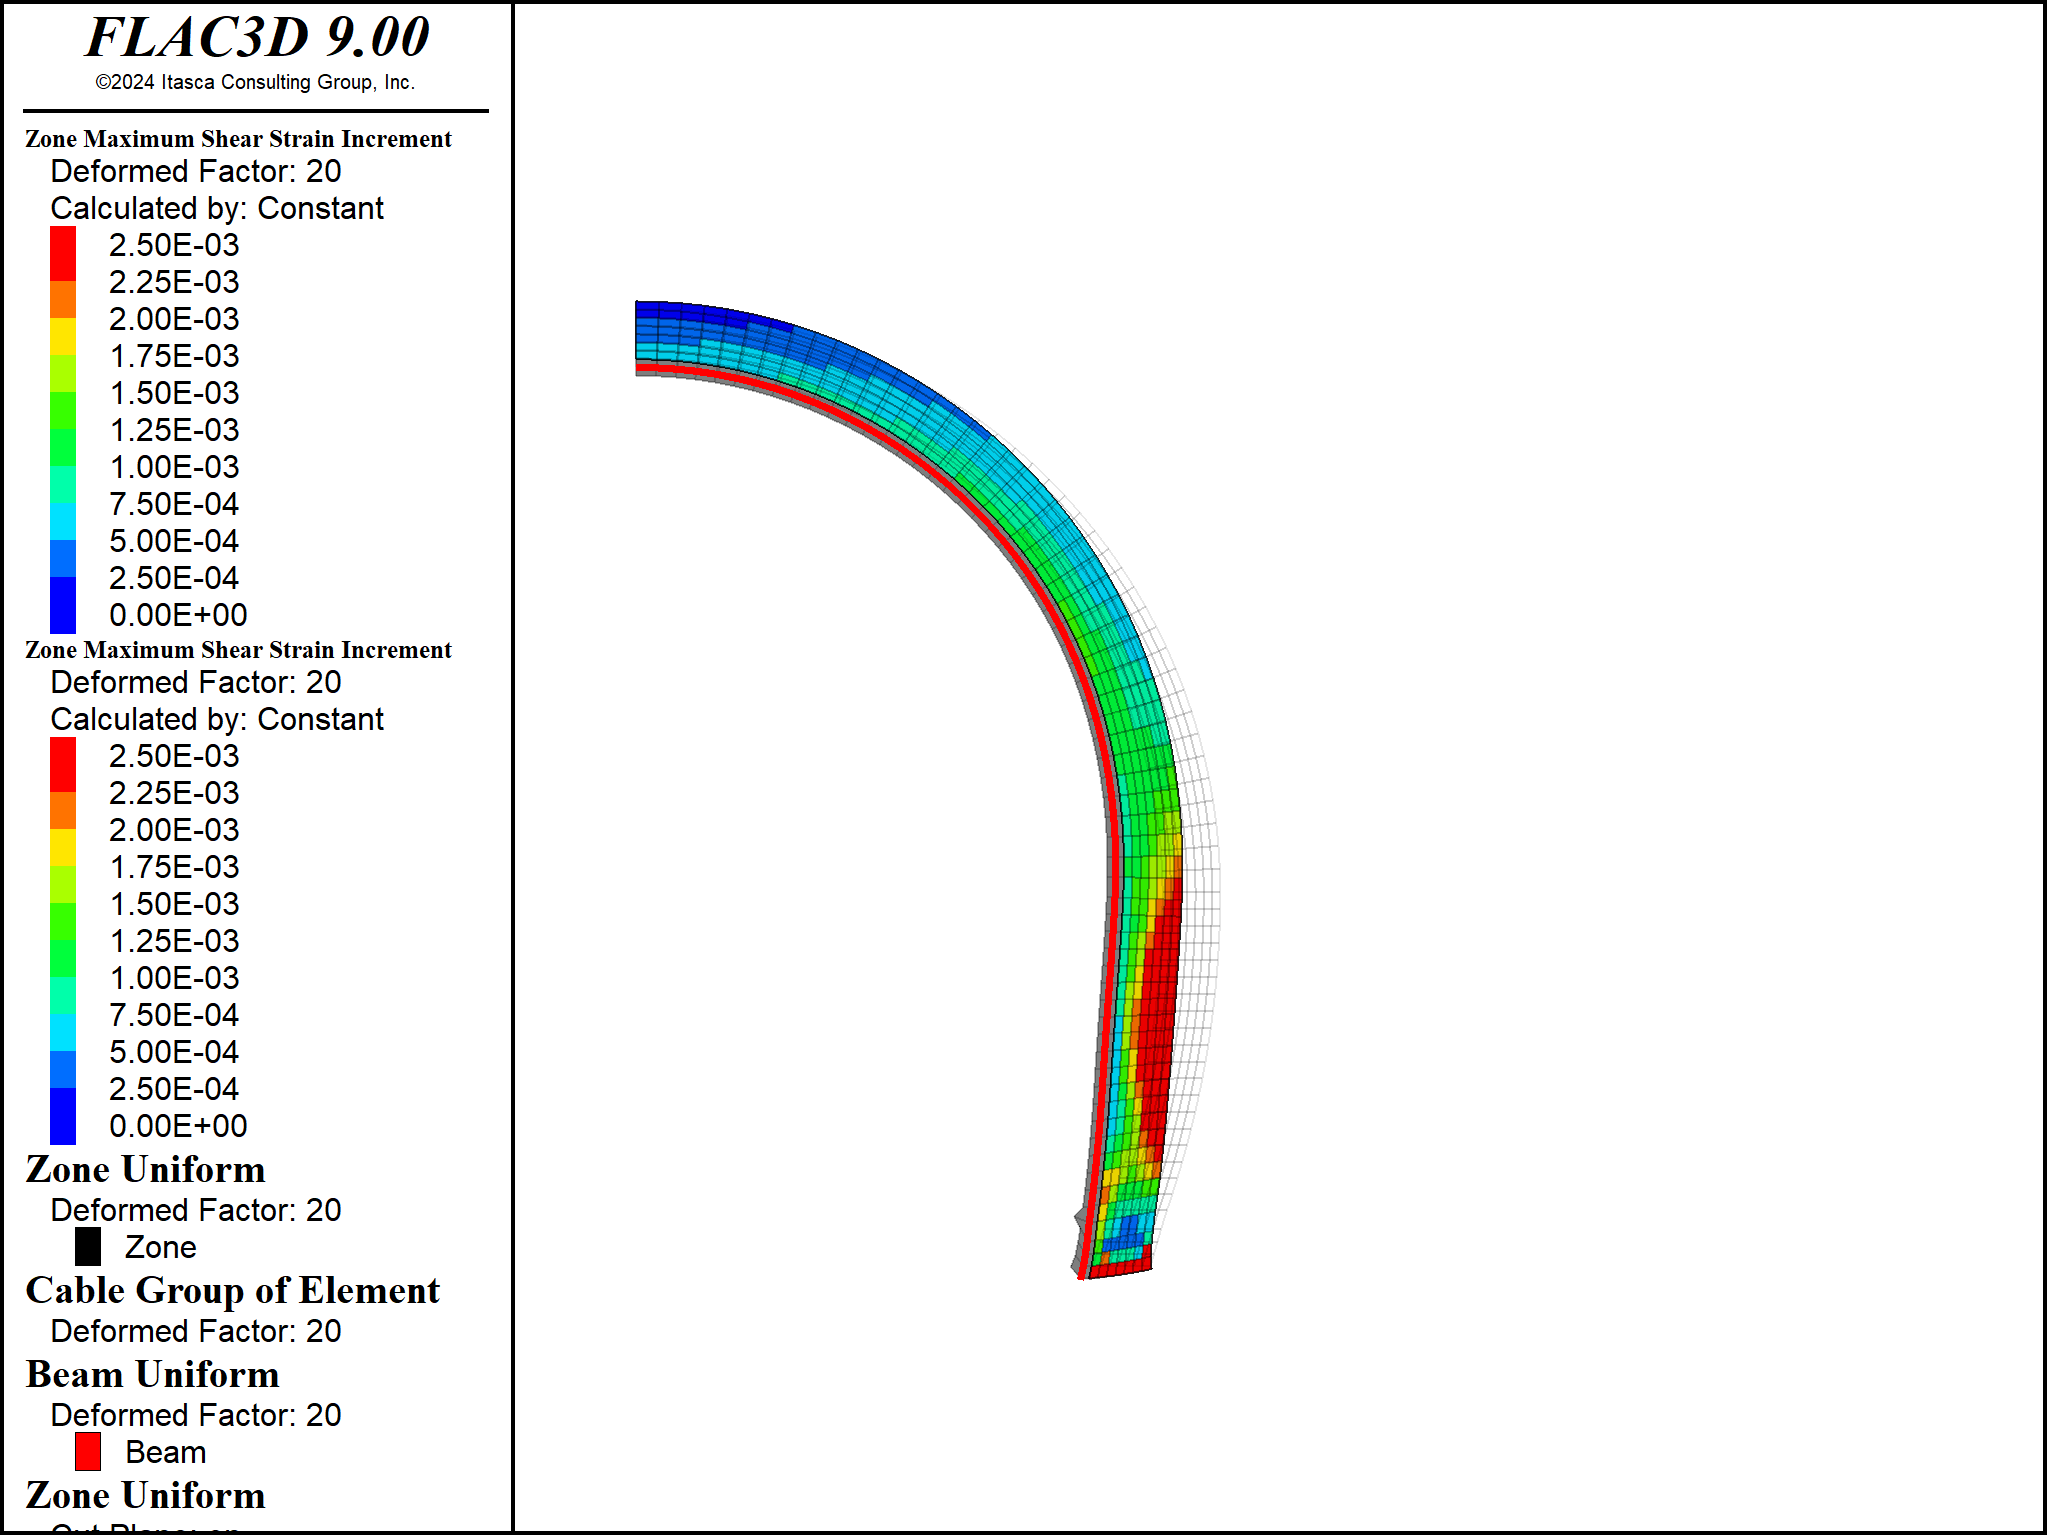 FLAC3D 9.00
©2024 Itasca Consulting Group, Inc.
Zone Maximum Shear Strain Increment
Deformed Factor: 20
Calculated by: Constant
2.50E-03
2.25E-03
2.00E-03
1.75E-03
1.50E-03
1.25E-03
1.00E-03
7.50E-04
5.00E-04
2.50E-04
0.00E+00
Zone Maximum Shear Strain Increment
Deformed Factor: 20
Calculated by: Constant
2.50E-03
2.25E-03
2.00E-03
1.75E-03
1.50E-03
1.25E-03
1.00E-03
7.50E-04
5.00E-04
2.50E-04
0.00E+00
Zone Uniform
Deformed Factor: 20
Zone
Cable Group of Element
Deformed Factor: 20
Beam Uniform
Deformed Factor: 20
Beam
Zone Uniform